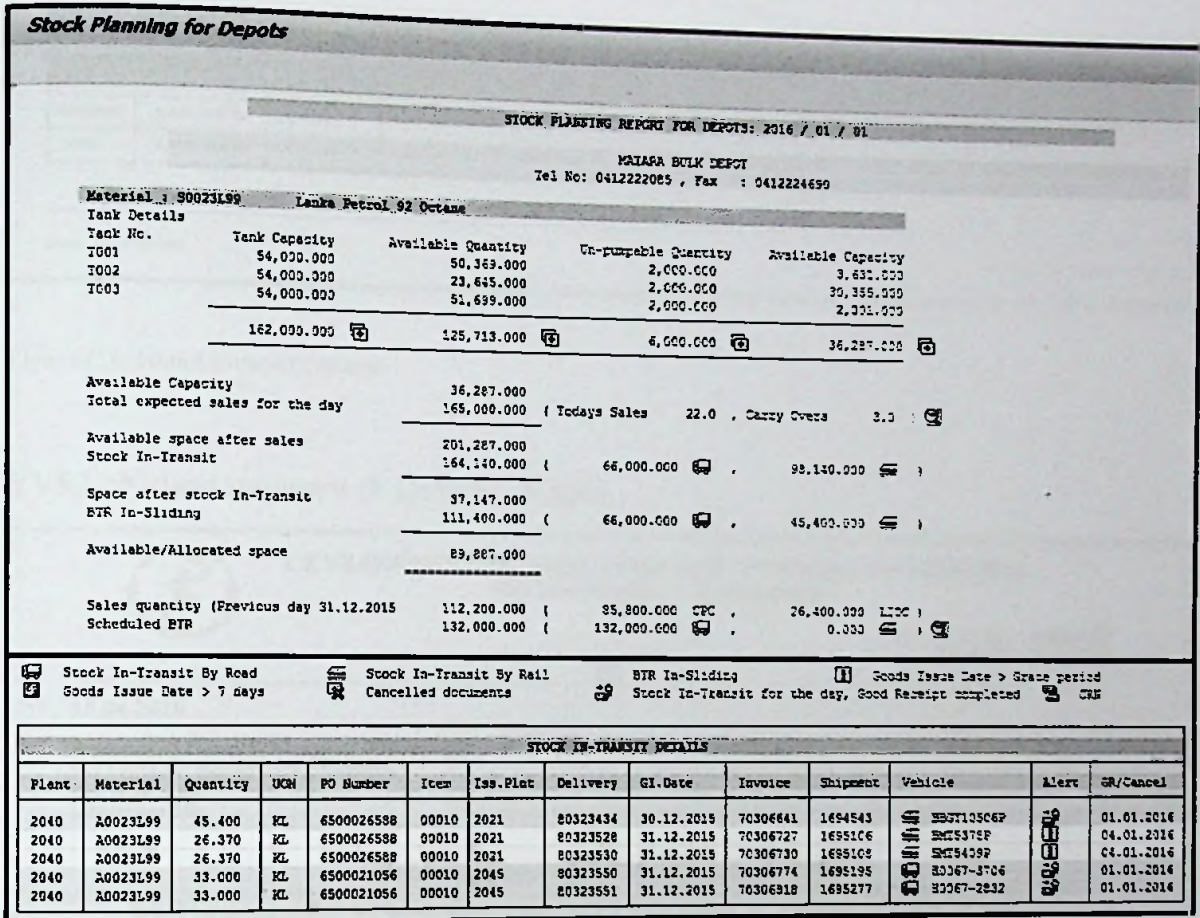 Stock Planning for Depots
STOCK PLANNING REPORT FOR DEPOTS: 2016 / 01 / 01
MATARA BULK DEPOT
Tel No: 0412222085 , Fax : 0412224699
Material : S0023L99 Lanka Petrol 92 Octane
Tank Details
Tank No. Tank Capacity Available Quantity Un-pumpable Quantity Available Capacity
T001 54,000.000 50,369.000 2,000.000 3,631.000
T002 54,000.000 23,645.000 2,000.000 30,355.000
T003 54,000.000 51,699.000 2,000.000 2,301.000
162,000.000 125,713.000 6,000.000 36,287.000
Available Capacity 36,287.000
Total expected sales for the day 165,000.000 ( Todays Sales 22.0 , Carry Overs 3.0 )
Available space after sales 201,287.000
Stock In-Transit 164,140.000 ( 66,000.000 , 98,140.000 )
Space after stock In-Transit 37,147.000
BTR In-Sliding 111,400.000 ( 66,000.000 , 45,400.000 )
Available/Allocated space 89,887.000
Sales quantity (Previous day 31.12.2015 112,200.000 ( 85,800.000 CPC , 26,400.000 LIOC )
Scheduled BTR 132,000.000 ( 132,000.000 , 0.000 )
Stock In-Transit By Road Stock In-Transit By Rail BTR In-Sliding Goods Issue Date > Grace period
Goods Issue Date > 7 days Cancelled documents Stock In-Transit for the day, Good Receipt completed
STOCK IN-TRANSIT DETAILS
Plant Material Quantity UOM PO Number Item Iss.Plat Delivery GI.Date Invoice Shipment Vehicle Alert GR/Cancel
2040 A0023L99 45.400 KL 6500026588 00010 2021 80323434 30.12.2015 70306641 1694543 01.01.2016
2040 A0023L99 26.370 KL 6500026588 00010 2021 80323528 31.12.2015 70306727 1695106 04.01.2016
2040 A0023L99 26.370 KL 6500026588 00010 2021 80323530 31.12.2015 70306730 1695108 04.01.2016
2040 A0023L99 33.000 KL 6500021056 00010 2045 80323550 31.12.2015 70306774 1695195 01.01.2016
2040 A0023L99 33.000 KL 6500021056 00010 2045 80323551 31.12.2015 70306918 1695277 01.01.2016